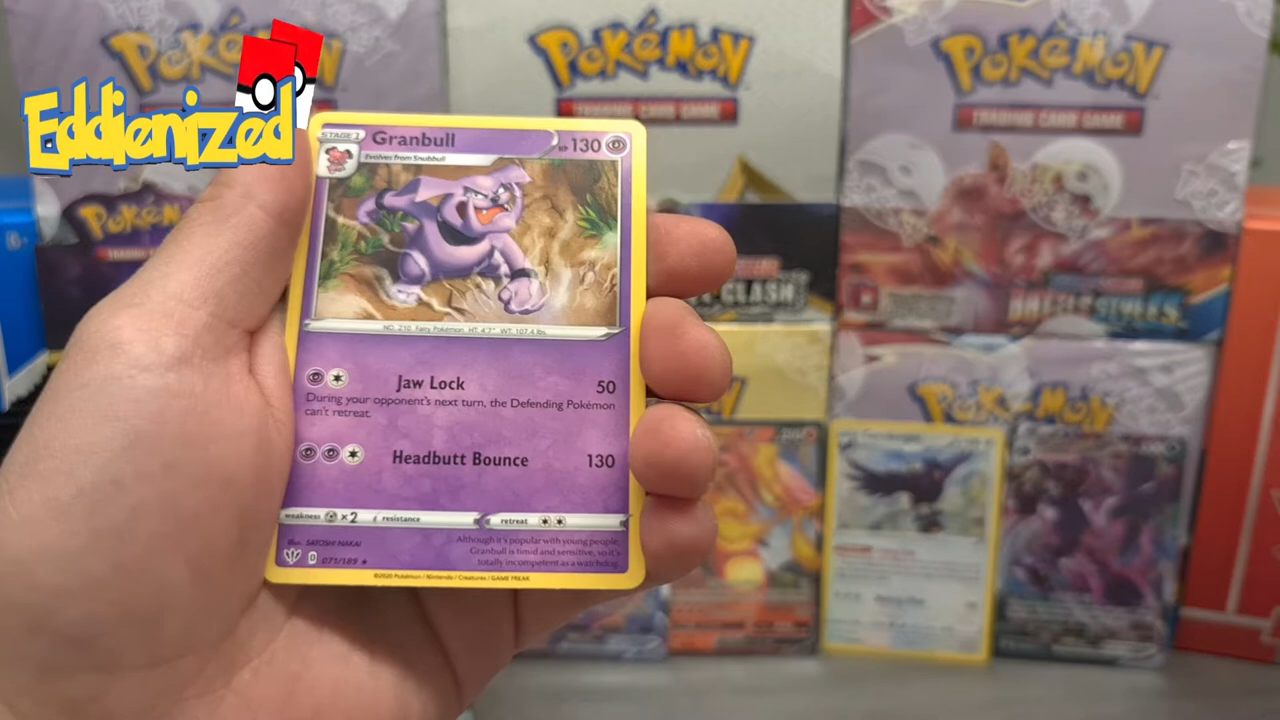 Eddienized
Pokémon
Pokémon
TRADING CARD GAME
Pokémon
TRADING CARD GAME
Pokémon
STAGE 1
Granbull
HP 130
Evolves from Snubbull
NO. 210 Fairy Pokémon HT: 4'7" WT: 107.4 lbs.
Jaw Lock 50
During your opponent's next turn, the Defending Pokémon
can't retreat.
Headbutt Bounce 130
weakness ×2 resistance retreat
Illus. SATOSHI NAKAI
D 071/189 ★
Although it's popular with young people,
Granbull is timid and sensitive, so it's
totally incompetent as a watchdog.
©2020 Pokémon / Nintendo / Creatures / GAME FREAK
CLASH
BATTLE STYLES
Pokémon